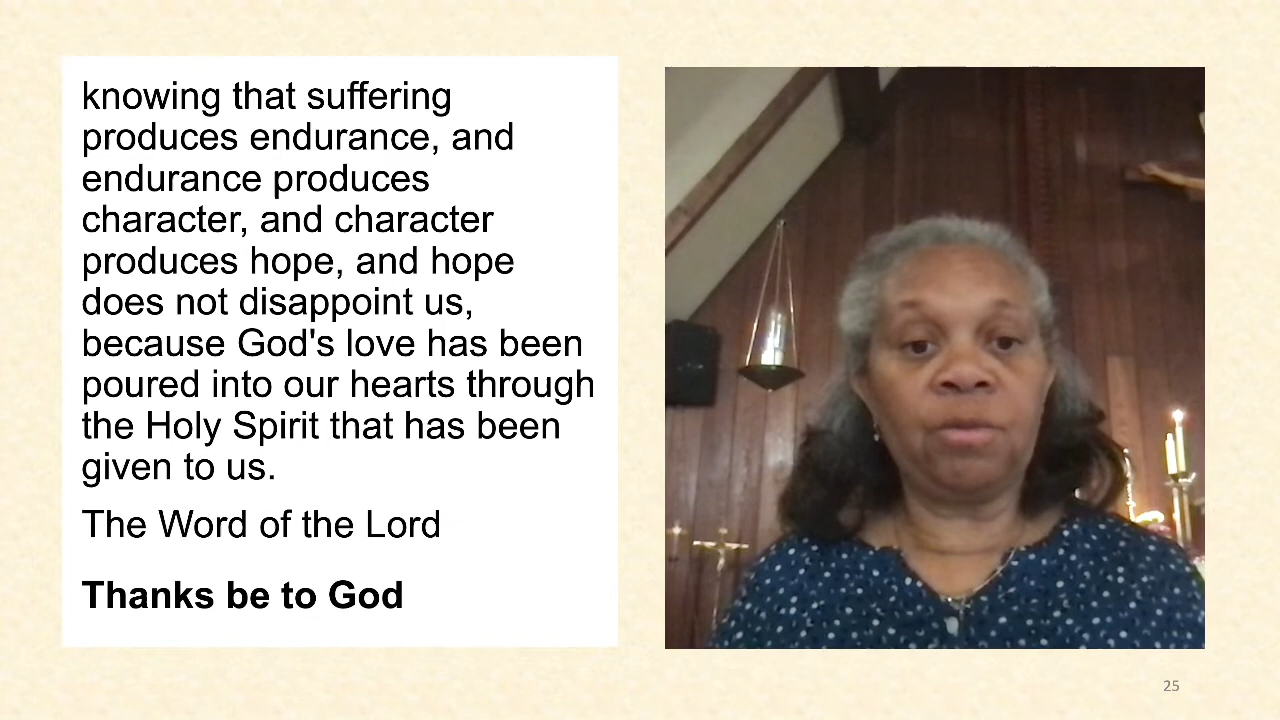 knowing that suffering
produces endurance, and
endurance produces
character, and character
produces hope, and hope
does not disappoint us,
because God's love has been
poured into our hearts through
the Holy Spirit that has been
given to us.
The Word of the Lord
Thanks be to God
25